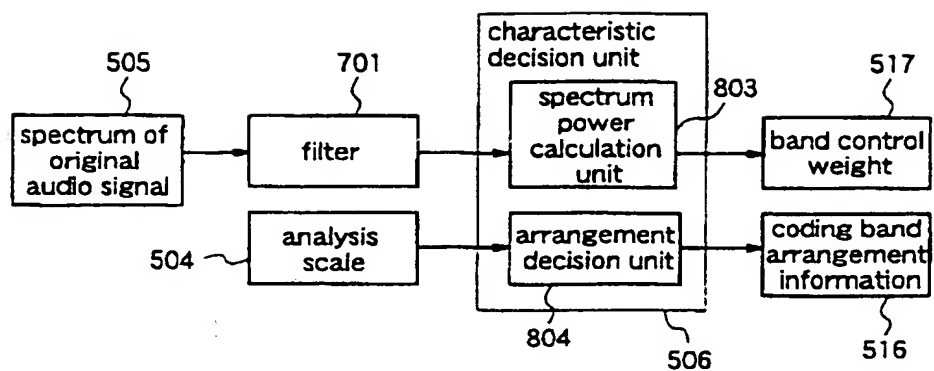 characteristic
decision unit
505
701
803
517
spectrum of
original
audio signal
filter
spectrum
power
calculation
unit
band control
weight
504
analysis
scale
arrangement
decision unit
coding band
arrangement
information
804
506
516